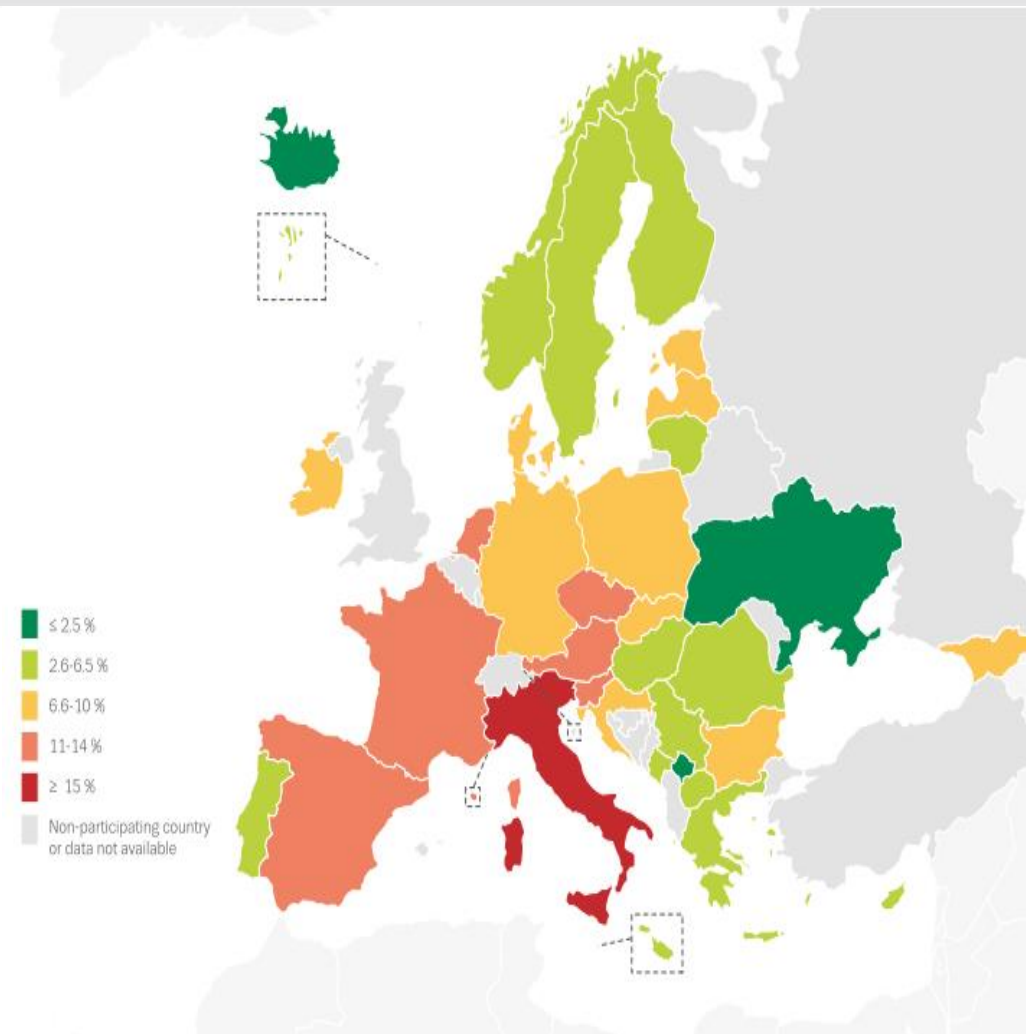 ≤ 2.5 %
2.6-6.5 %
6.6-10 %
11-14 %
≥ 15 %
Non-participating country
or data not available